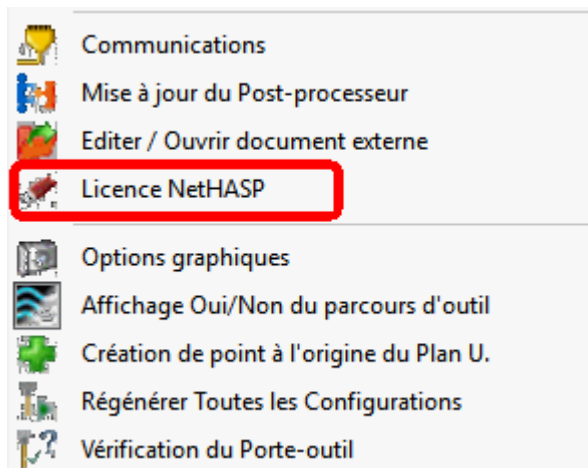 Communications
Mise à jour du Post-processeur
Editer / Ouvrir document externe
Licence NetHASP
Options graphiques
Affichage Oui/Non du parcours d'outil
Création de point à l'origine du Plan U.
Régénérer Toutes les Configurations
Vérification du Porte-outil